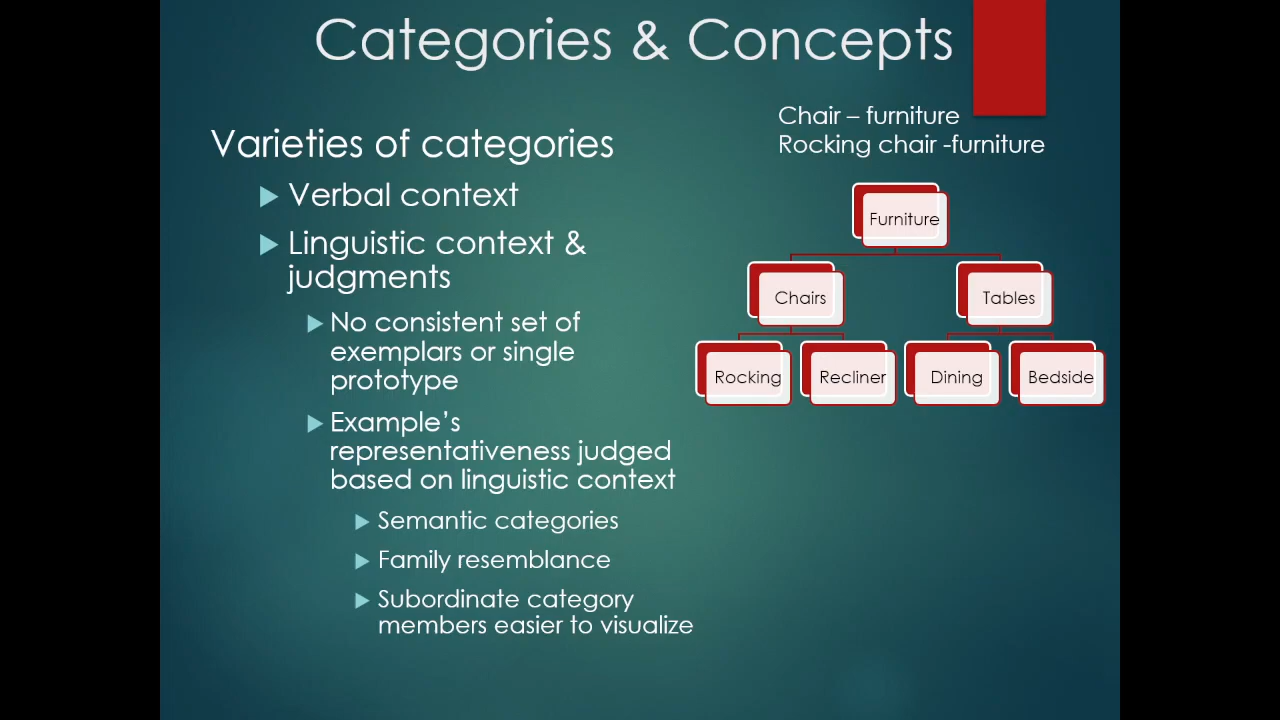 Categories & Concepts
Varieties of categories
Verbal context
Linguistic context &
judgments
No consistent set of
exemplars or single
prototype
Example’s
representativeness judged
based on linguistic context
Semantic categories
Family resemblance
Subordinate category
members easier to visualize
Chair – furniture
Rocking chair -furniture
Furniture
Chairs
Tables
Rocking
Recliner
Dining
Bedside